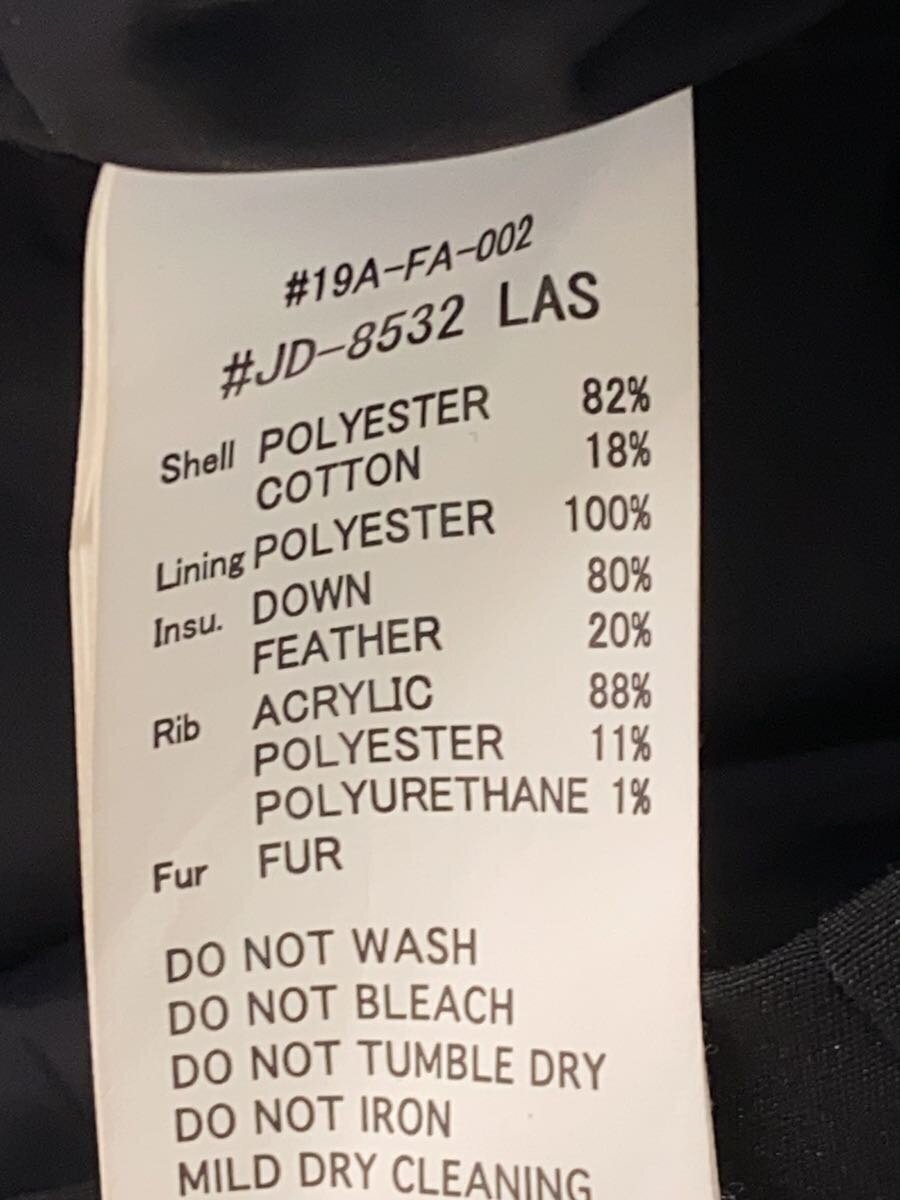 #19A-FA-002
#JD-8532 LAS
Shell POLYESTER 82%
COTTON 18%
Lining POLYESTER 100%
Insu. DOWN 80%
FEATHER 20%
Rib ACRYLIC 88%
POLYESTER 11%
POLYURETHANE 1%
Fur FUR
DO NOT WASH
DO NOT BLEACH
DO NOT TUMBLE DRY
DO NOT IRON
MILD DRY CLEANING